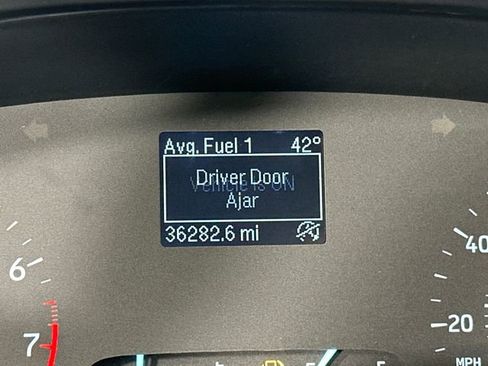 Avg. Fuel 1 42°
Driver Door
Vehicle is ON
Ajar
36282.6 mi
6
7
40
20
MPH